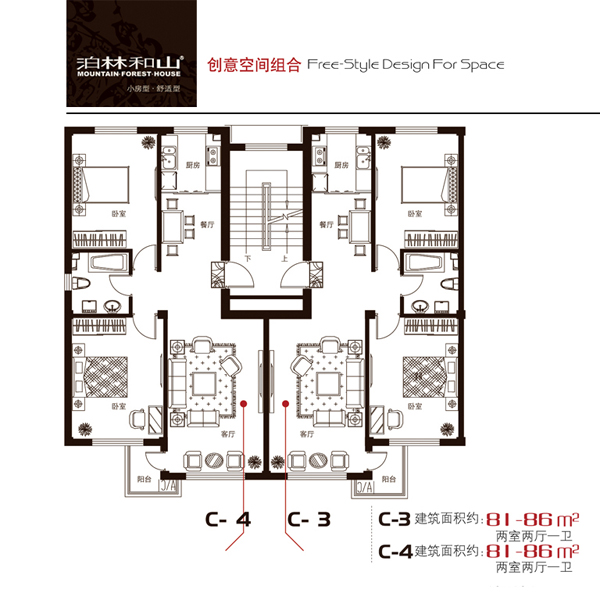 泊林和山®
MOUNTAIN·FOREST·HOUSE
小房型·舒适型
创意空间组合 Free-Style Design For Space
厨房 厨房
卧室 卧室
餐厅 餐厅
下 上
卧室 卧室
客厅 客厅
阳台 阳台
A/C A/C
C- 4 C- 3
C-3 建筑面积约: 81-86 m²
两室两厅一卫
C-4 建筑面积约: 81-86 m²
两室两厅一卫